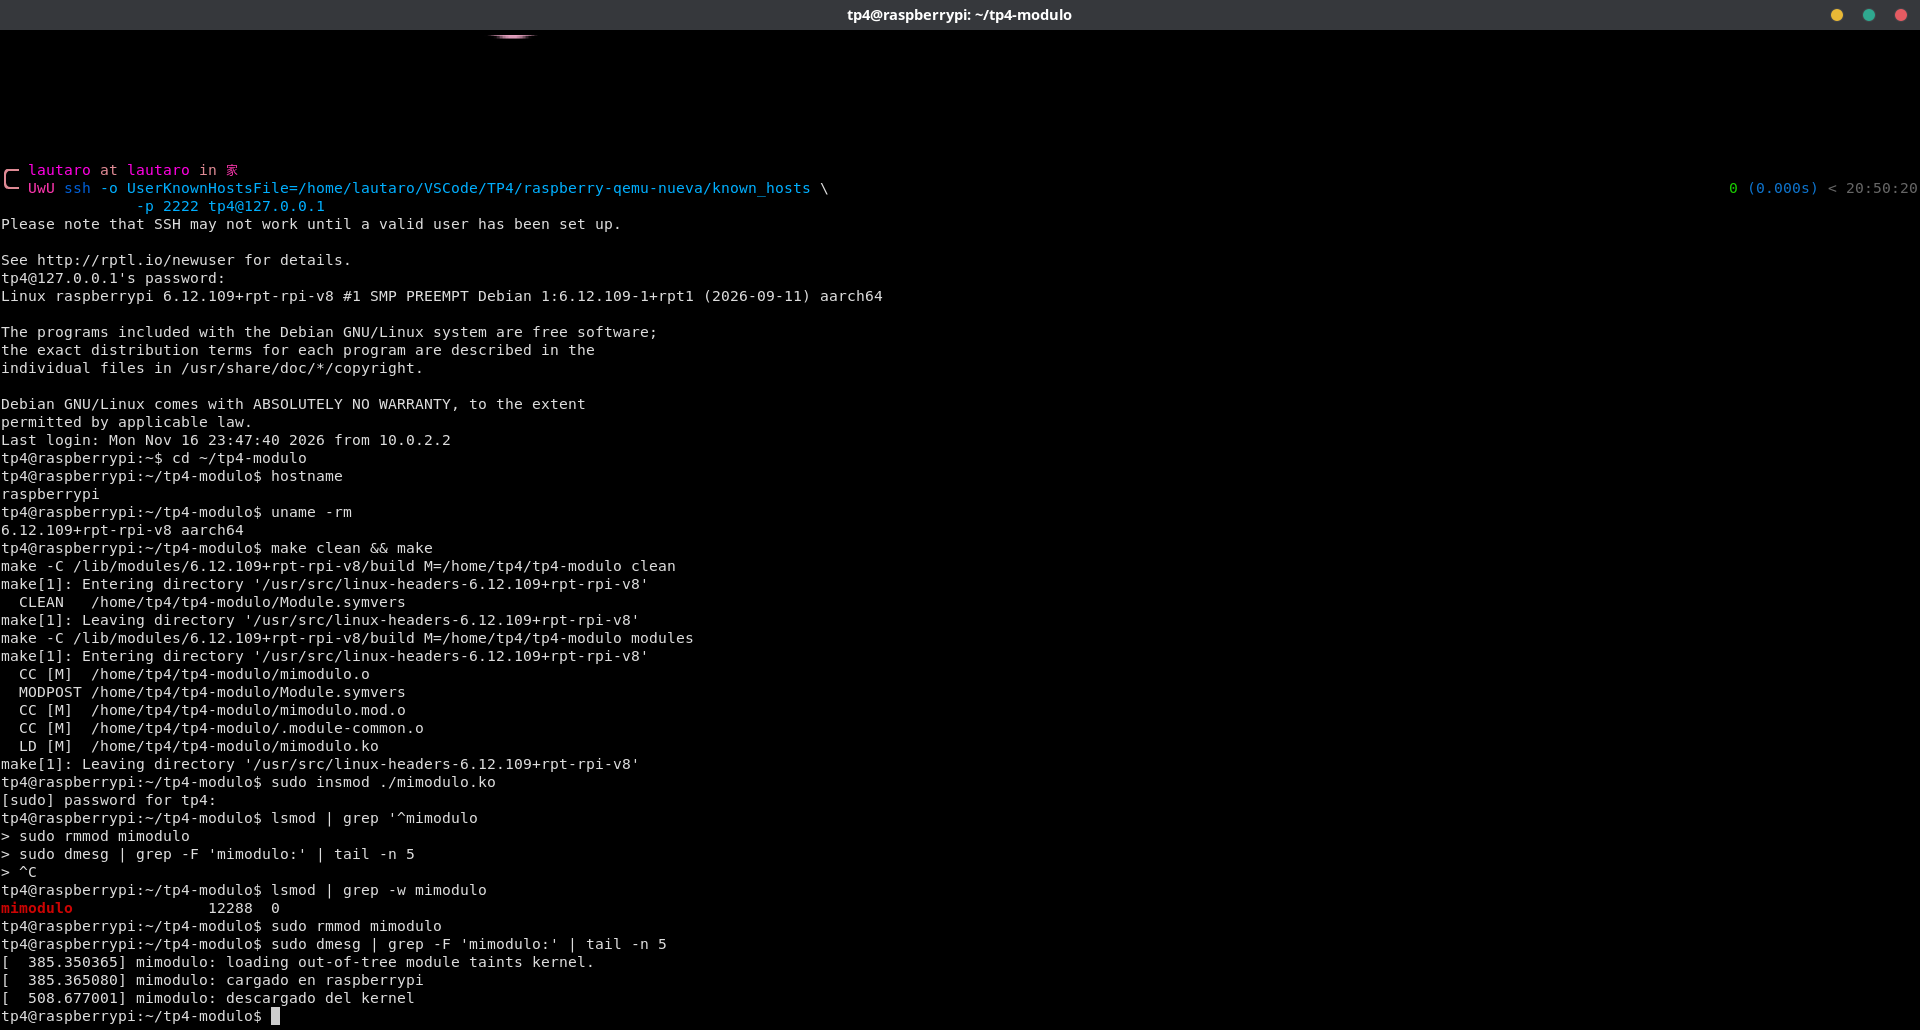 tp4@raspberrypi: ~/tp4-modulo
lautaro at lautaro in 家
UwU ssh -o UserKnownHostsFile=/home/lautaro/VSCode/TP4/raspberry-qemu-nueva/known_hosts \ 0 (0.000s) < 20:50:20
-p 2222 tp4@127.0.0.1
Please note that SSH may not work until a valid user has been set up.
See http://rptl.io/newuser for details.
tp4@127.0.0.1's password:
Linux raspberrypi 6.12.109+rpt-rpi-v8 #1 SMP PREEMPT Debian 1:6.12.109-1+rpt1 (2026-09-11) aarch64
The programs included with the Debian GNU/Linux system are free software;
the exact distribution terms for each program are described in the
individual files in /usr/share/doc/*/copyright.
Debian GNU/Linux comes with ABSOLUTELY NO WARRANTY, to the extent
permitted by applicable law.
Last login: Mon Nov 16 23:47:40 2026 from 10.0.2.2
tp4@raspberrypi:~$ cd ~/tp4-modulo
tp4@raspberrypi:~/tp4-modulo$ hostname
raspberrypi
tp4@raspberrypi:~/tp4-modulo$ uname -rm
6.12.109+rpt-rpi-v8 aarch64
tp4@raspberrypi:~/tp4-modulo$ make clean && make
make -C /lib/modules/6.12.109+rpt-rpi-v8/build M=/home/tp4/tp4-modulo clean
make[1]: Entering directory '/usr/src/linux-headers-6.12.109+rpt-rpi-v8'
  CLEAN   /home/tp4/tp4-modulo/Module.symvers
make[1]: Leaving directory '/usr/src/linux-headers-6.12.109+rpt-rpi-v8'
make -C /lib/modules/6.12.109+rpt-rpi-v8/build M=/home/tp4/tp4-modulo modules
make[1]: Entering directory '/usr/src/linux-headers-6.12.109+rpt-rpi-v8'
  CC [M]  /home/tp4/tp4-modulo/mimodulo.o
  MODPOST /home/tp4/tp4-modulo/Module.symvers
  CC [M]  /home/tp4/tp4-modulo/mimodulo.mod.o
  CC [M]  /home/tp4/tp4-modulo/.module-common.o
  LD [M]  /home/tp4/tp4-modulo/mimodulo.ko
make[1]: Leaving directory '/usr/src/linux-headers-6.12.109+rpt-rpi-v8'
tp4@raspberrypi:~/tp4-modulo$ sudo insmod ./mimodulo.ko
[sudo] password for tp4:
tp4@raspberrypi:~/tp4-modulo$ lsmod | grep '^mimodulo
> sudo rmmod mimodulo
> sudo dmesg | grep -F 'mimodulo:' | tail -n 5
> ^C
tp4@raspberrypi:~/tp4-modulo$ lsmod | grep -w mimodulo
mimodulo               12288  0
tp4@raspberrypi:~/tp4-modulo$ sudo rmmod mimodulo
tp4@raspberrypi:~/tp4-modulo$ sudo dmesg | grep -F 'mimodulo:' | tail -n 5
[  385.350365] mimodulo: loading out-of-tree module taints kernel.
[  385.365080] mimodulo: cargado en raspberrypi
[  508.677001] mimodulo: descargado del kernel
tp4@raspberrypi:~/tp4-modulo$